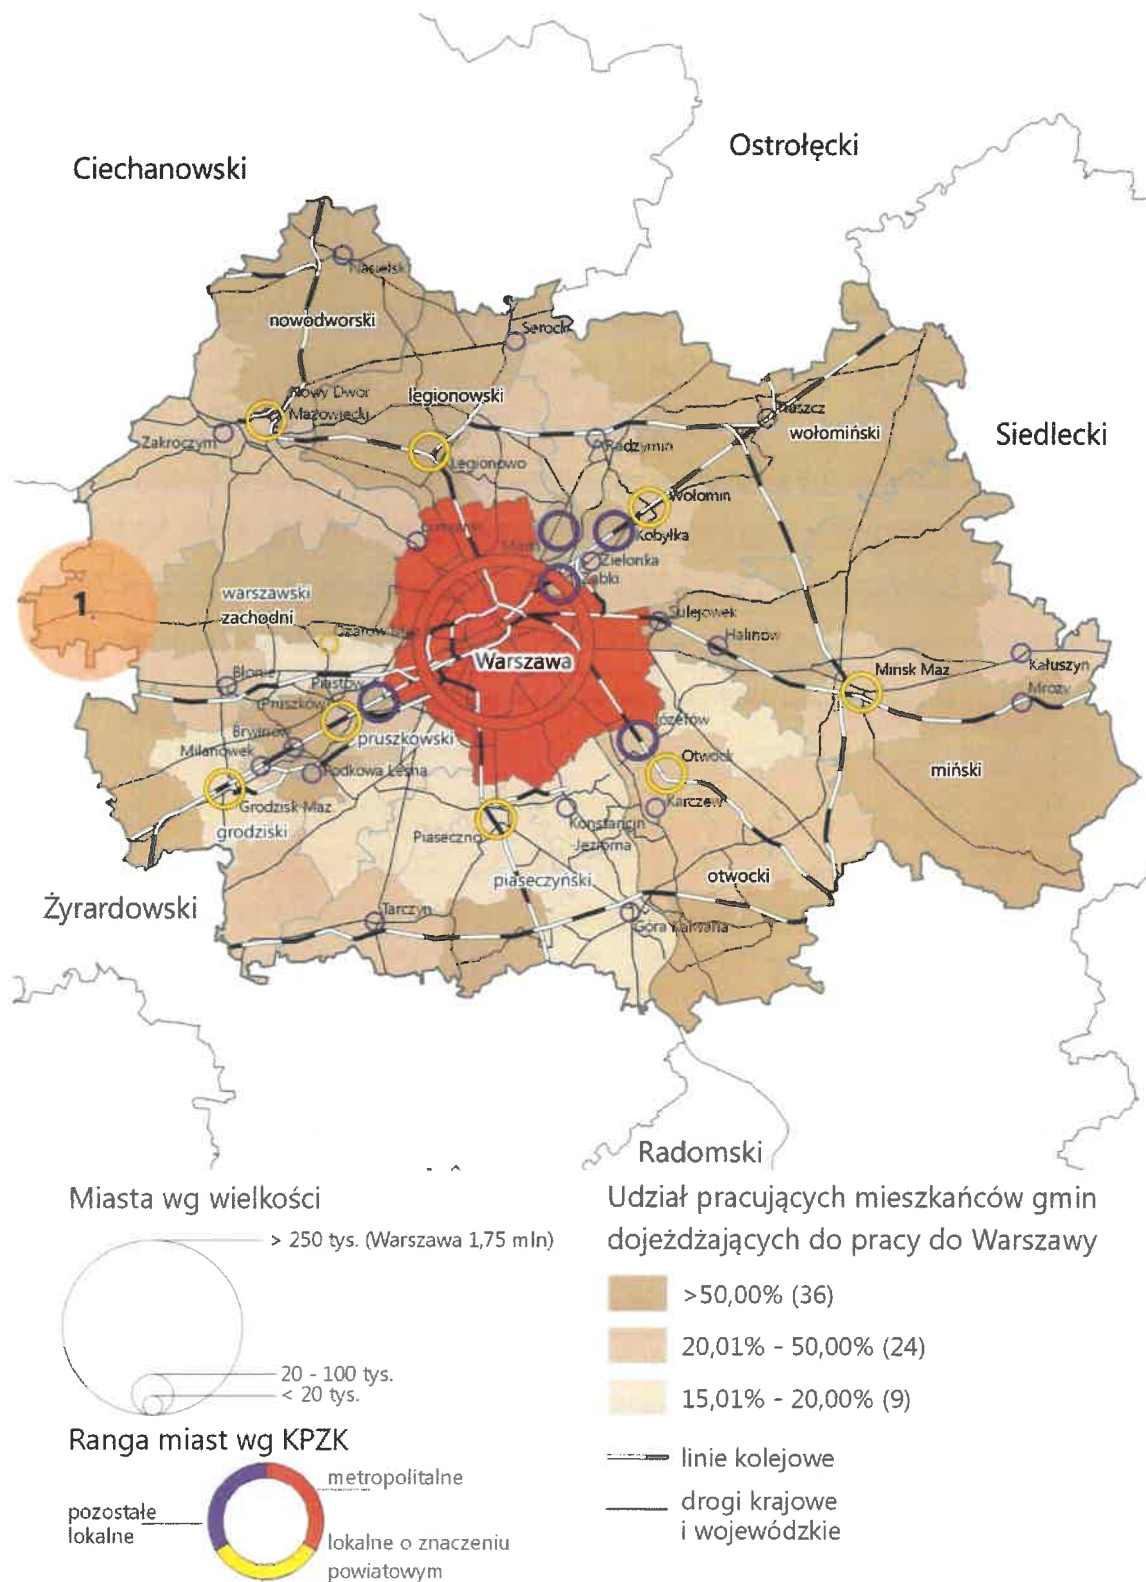 Ostrołęcki
Ciechanowski
Nasielsk
nowodworski
Serock
Nowy Dwor
Mazowiecki
legionowski
Tłuszcz
wołomiński
Zakroczym
Radzymin
Siedlecki
Legionowo
Wołomin
Kobyłka
Zielonka
Ząbki
1
warszawski
zachodni
Sulejówek
Halinów
Warszawa
Mińsk Maz
Kałuszyn
Błonie
Piastów
Mrozy
(Pruszków)
Józefów
Brwinów
pruszkowski
Milanówek
Otwock
Podkowa Leśna
miński
Grodzisk Maz
Karczew
Konstancin
Jeziorna
grodziski
Piaseczno
piaseczyński
otwocki
Żyrardowski
Tarczyn
Góra Kalwaria
Radomski
Miasta wg wielkości
> 250 tys. (Warszawa 1,75 mln)
20 - 100 tys.
< 20 tys.
Ranga miast wg KPZK
metropolitalne
pozostałe
lokalne
lokalne o znaczeniu
powiatowym
Udział pracujących mieszkańców gmin
dojeżdżających do pracy do Warszawy
>50,00% (36)
20,01% - 50,00% (24)
15,01% - 20,00% (9)
linie kolejowe
drogi krajowe
i wojewódzkie